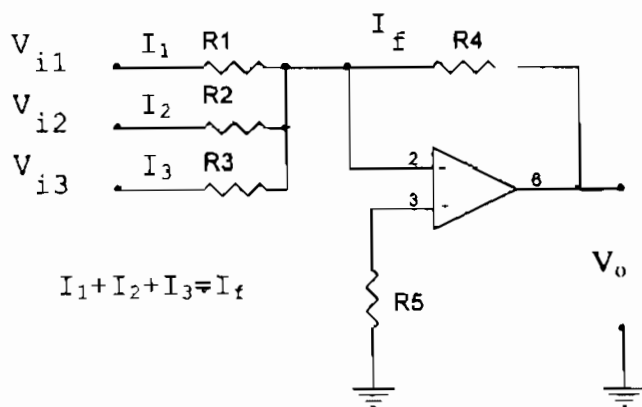 V_i1 I_1 R1 I_f R4
V_i2 I_2 R2
V_i3 I_3 R3
2 -
3 +
6
I_1+I_2+I_3=I_f
R5
V_o